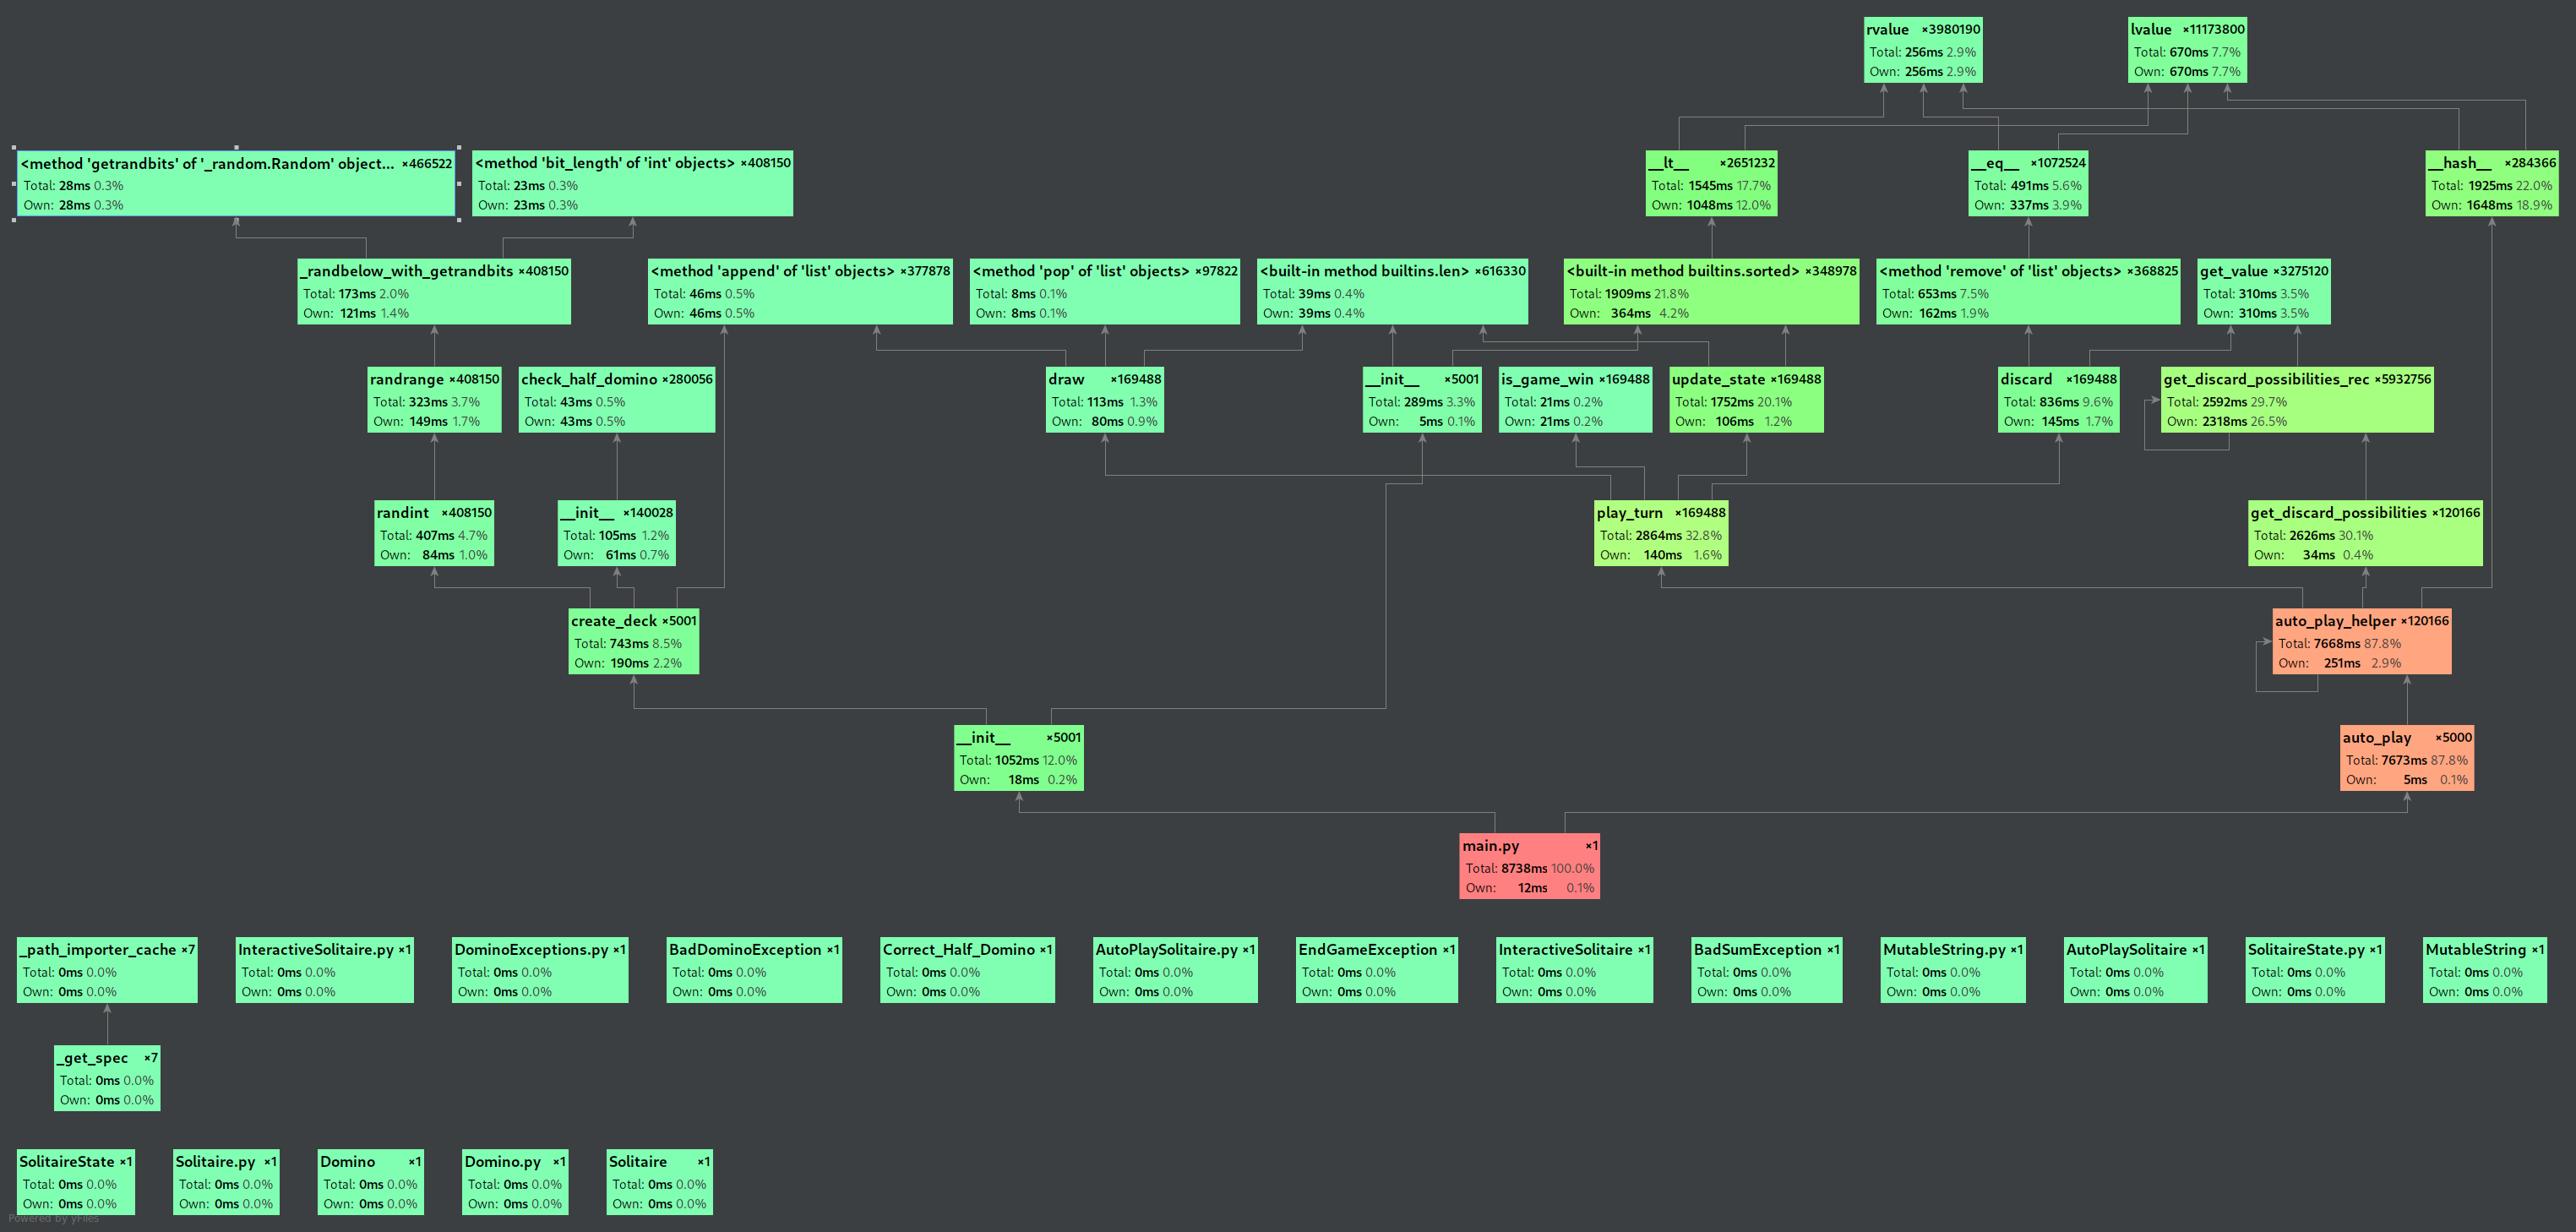 rvalue ×3980190
Total: 256ms 2.9%
Own: 256ms 2.9%
lvalue ×11173800
Total: 670ms 7.7%
Own: 670ms 7.7%
<method 'getrandbits' of '_random.Random' object... ×466522
Total: 28ms 0.3%
Own: 28ms 0.3%
<method 'bit_length' of 'int' objects> ×408150
Total: 23ms 0.3%
Own: 23ms 0.3%
__lt__ ×2651232
Total: 1545ms 17.7%
Own: 1048ms 12.0%
__eq__ ×1072524
Total: 491ms 5.6%
Own: 337ms 3.9%
__hash__ ×284366
Total: 1925ms 22.0%
Own: 1648ms 18.9%
_randbelow_with_getrandbits ×408150
Total: 173ms 2.0%
Own: 121ms 1.4%
<method 'append' of 'list' objects> ×377878
Total: 46ms 0.5%
Own: 46ms 0.5%
<method 'pop' of 'list' objects> ×97822
Total: 8ms 0.1%
Own: 8ms 0.1%
<built-in method builtins.len> ×616330
Total: 39ms 0.4%
Own: 39ms 0.4%
<built-in method builtins.sorted> ×348978
Total: 1909ms 21.8%
Own: 364ms 4.2%
<method 'remove' of 'list' objects> ×368825
Total: 653ms 7.5%
Own: 162ms 1.9%
get_value ×3275120
Total: 310ms 3.5%
Own: 310ms 3.5%
randrange ×408150
Total: 323ms 3.7%
Own: 149ms 1.7%
check_half_domino ×280056
Total: 43ms 0.5%
Own: 43ms 0.5%
draw ×169488
Total: 113ms 1.3%
Own: 80ms 0.9%
__init__ ×5001
Total: 289ms 3.3%
Own: 5ms 0.1%
is_game_win ×169488
Total: 21ms 0.2%
Own: 21ms 0.2%
update_state ×169488
Total: 1752ms 20.1%
Own: 106ms 1.2%
discard ×169488
Total: 836ms 9.6%
Own: 145ms 1.7%
get_discard_possibilities_rec ×5932756
Total: 2592ms 29.7%
Own: 2318ms 26.5%
randint ×408150
Total: 407ms 4.7%
Own: 84ms 1.0%
__init__ ×140028
Total: 105ms 1.2%
Own: 61ms 0.7%
play_turn ×169488
Total: 2864ms 32.8%
Own: 140ms 1.6%
get_discard_possibilities ×120166
Total: 2626ms 30.1%
Own: 34ms 0.4%
create_deck ×5001
Total: 743ms 8.5%
Own: 190ms 2.2%
auto_play_helper ×120166
Total: 7668ms 87.8%
Own: 251ms 2.9%
__init__ ×5001
Total: 1052ms 12.0%
Own: 18ms 0.2%
auto_play ×5000
Total: 7673ms 87.8%
Own: 5ms 0.1%
main.py ×1
Total: 8738ms 100.0%
Own: 12ms 0.1%
_path_importer_cache ×7
Total: 0ms 0.0%
Own: 0ms 0.0%
InteractiveSolitaire.py ×1
Total: 0ms 0.0%
Own: 0ms 0.0%
DominoExceptions.py ×1
Total: 0ms 0.0%
Own: 0ms 0.0%
BadDominoException ×1
Total: 0ms 0.0%
Own: 0ms 0.0%
Correct_Half_Domino ×1
Total: 0ms 0.0%
Own: 0ms 0.0%
AutoPlaySolitaire.py ×1
Total: 0ms 0.0%
Own: 0ms 0.0%
EndGameException ×1
Total: 0ms 0.0%
Own: 0ms 0.0%
InteractiveSolitaire ×1
Total: 0ms 0.0%
Own: 0ms 0.0%
BadSumException ×1
Total: 0ms 0.0%
Own: 0ms 0.0%
MutableString.py ×1
Total: 0ms 0.0%
Own: 0ms 0.0%
AutoPlaySolitaire ×1
Total: 0ms 0.0%
Own: 0ms 0.0%
SolitaireState.py ×1
Total: 0ms 0.0%
Own: 0ms 0.0%
MutableString ×1
Total: 0ms 0.0%
Own: 0ms 0.0%
_get_spec ×7
Total: 0ms 0.0%
Own: 0ms 0.0%
SolitaireState ×1
Total: 0ms 0.0%
Own: 0ms 0.0%
Solitaire.py ×1
Total: 0ms 0.0%
Own: 0ms 0.0%
Domino ×1
Total: 0ms 0.0%
Own: 0ms 0.0%
Domino.py ×1
Total: 0ms 0.0%
Own: 0ms 0.0%
Solitaire ×1
Total: 0ms 0.0%
Own: 0ms 0.0%
Powered by yFiles